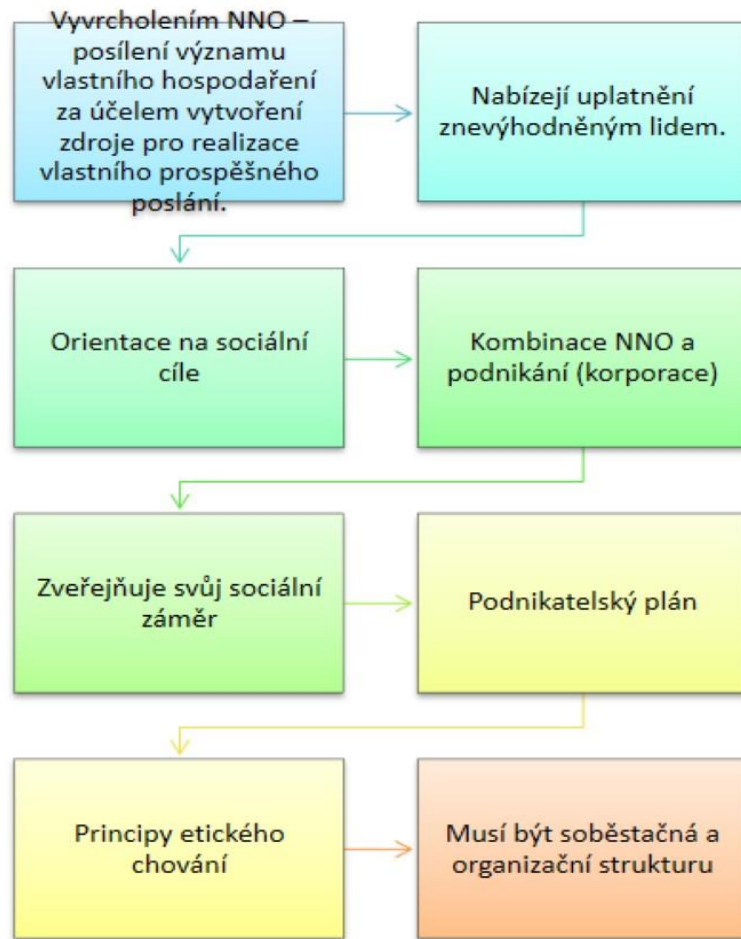 Vyvrcholením NNO –
posílení významu
vlastního hospodaření
za účelem vytvoření
zdroje pro realizace
vlastního prospěšného
poslání.
Nabízejí uplatnění
znevýhodněným lidem.
Orientace na sociální
cíle
Kombinace NNO a
podnikání (korporace)
Zveřejňuje svůj sociální
záměr
Podnikatelský plán
Principy etického
chování
Musí být soběstačná a
organizační strukturu